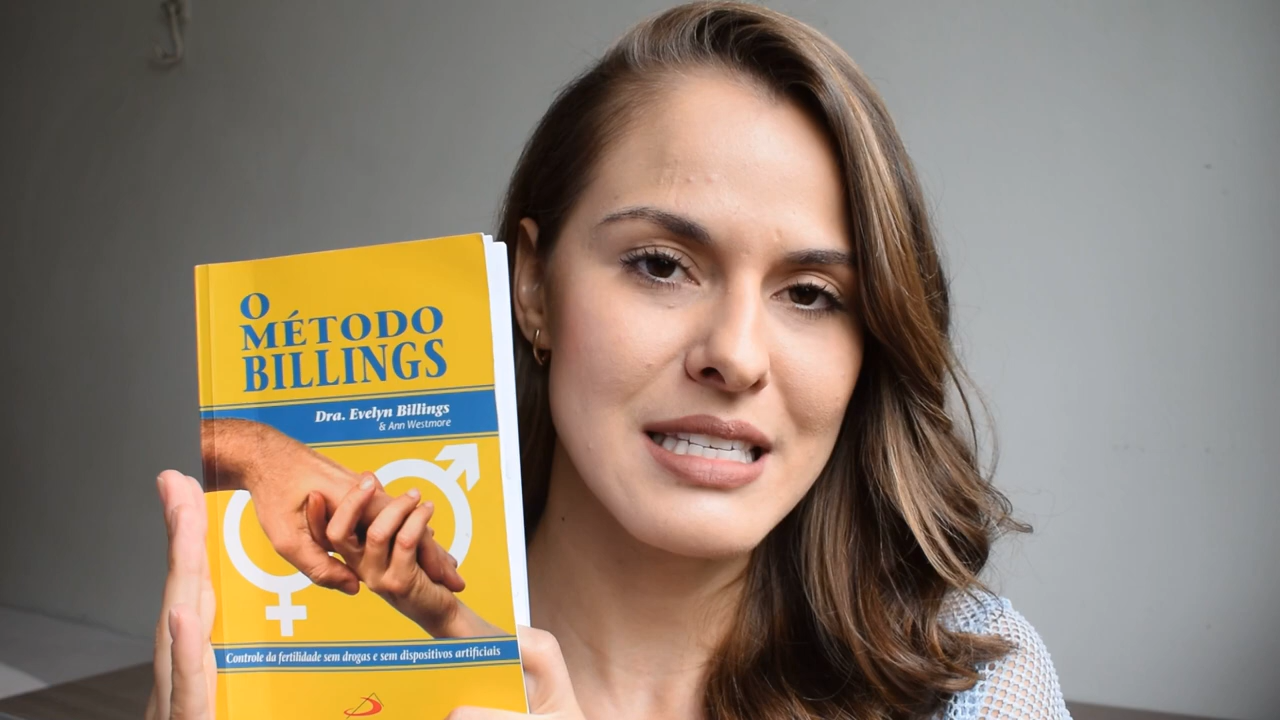 O
MÉTODO
BILLINGS
Dra. Evelyn Billings
& Ann Westmore
Controle da fertilidade sem drogas e sem dispositivos artificiais